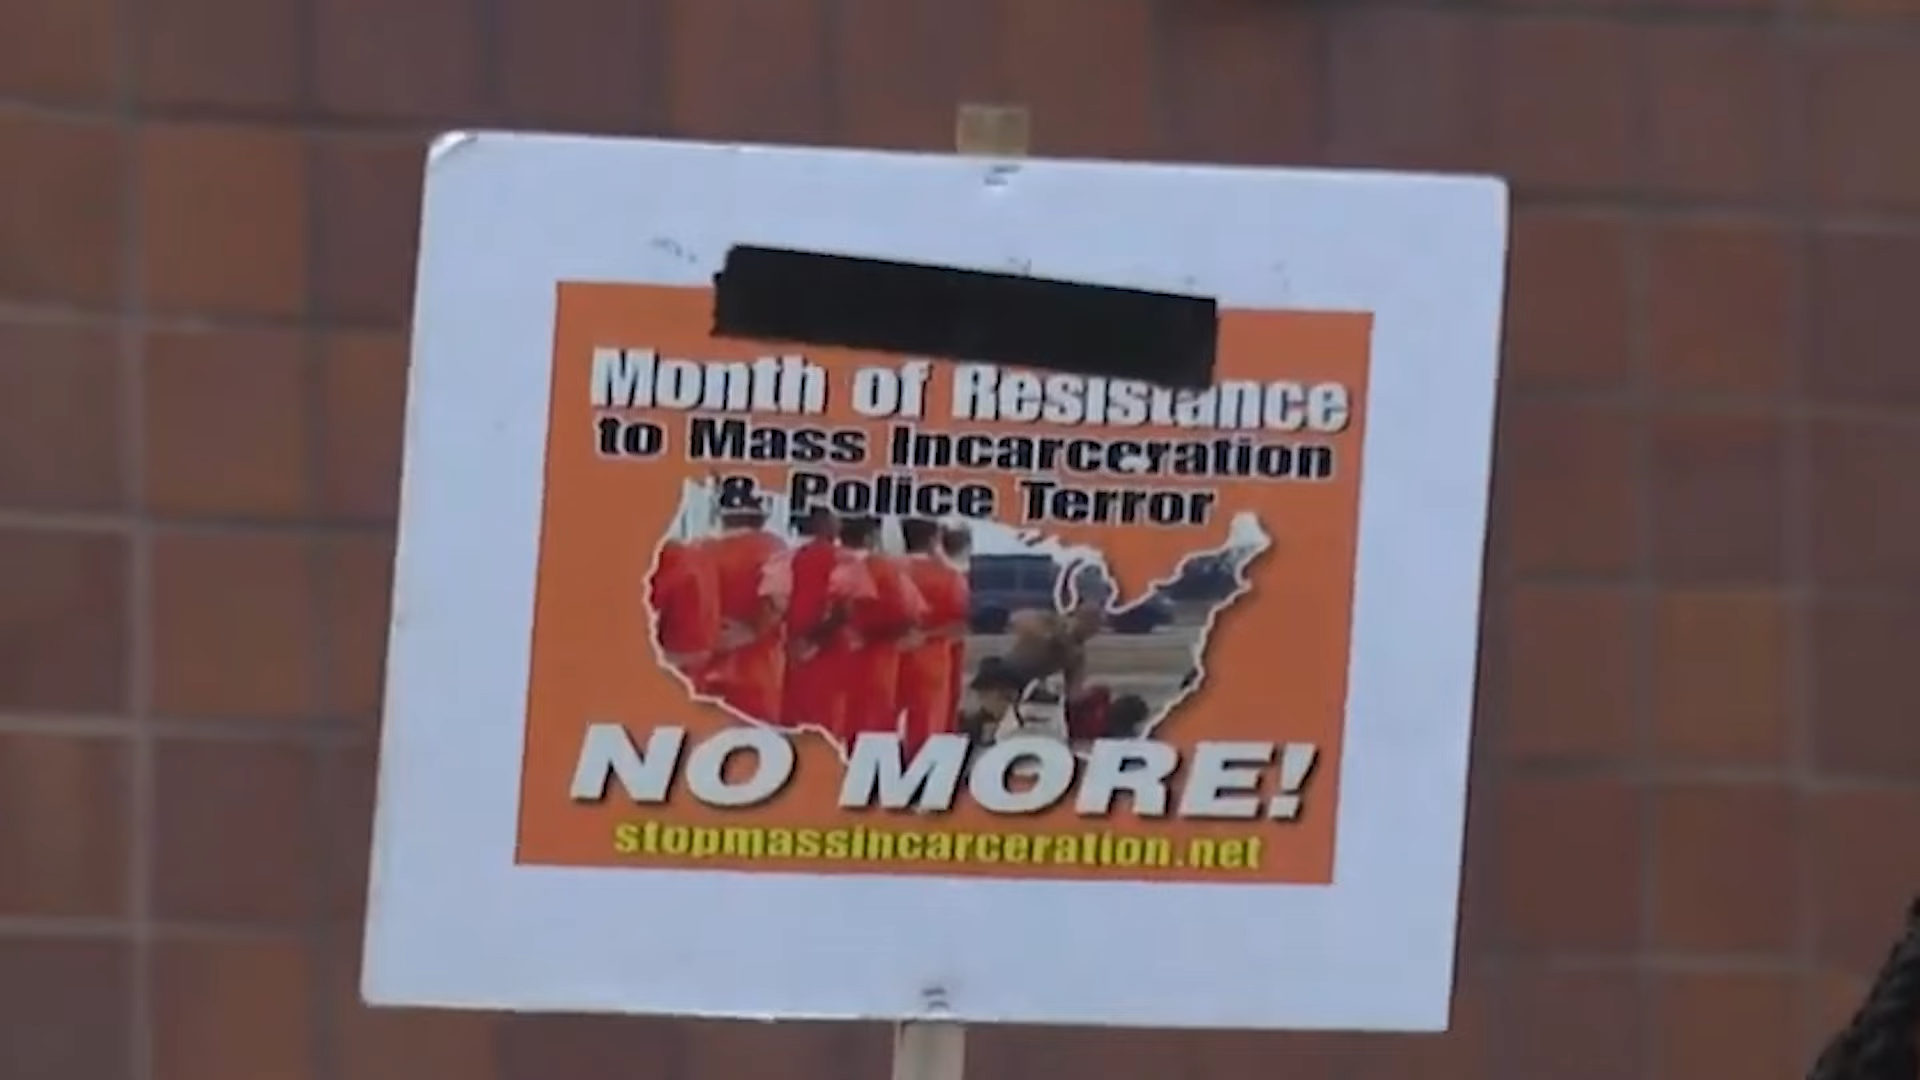 Month of Resistance
to Mass Incarceration
& Police Terror
NO MORE!
stopmassincarceration.net